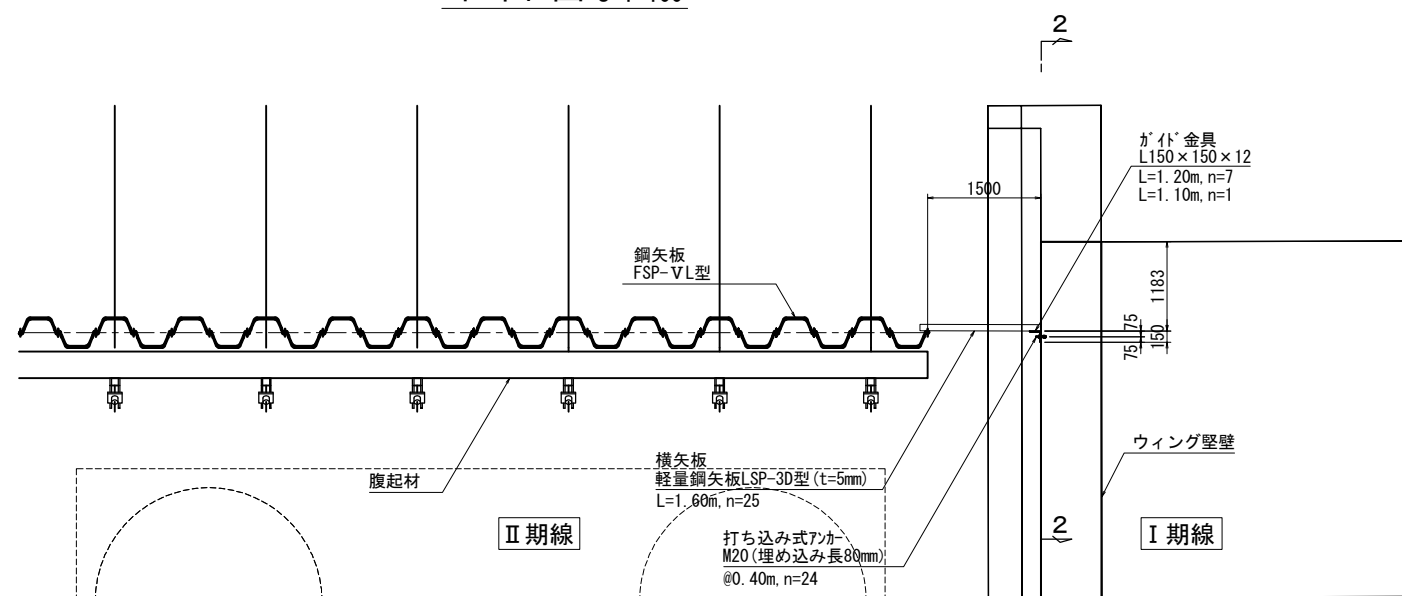 2
ガイド金具
L150×150×12
L=1.20m,n=7
L=1.10m,n=1
1500
鋼矢板
FSP-ⅤL型
1183
75
150
75
ウィング竪壁
横矢板
軽量鋼矢板LSP-3D型(t=5mm)
L=1.60m,n=25
腹起材
Ⅱ期線
2
Ⅰ期線
打ち込み式アンカー
M20(埋め込み長80mm)
@0.40m,n=24